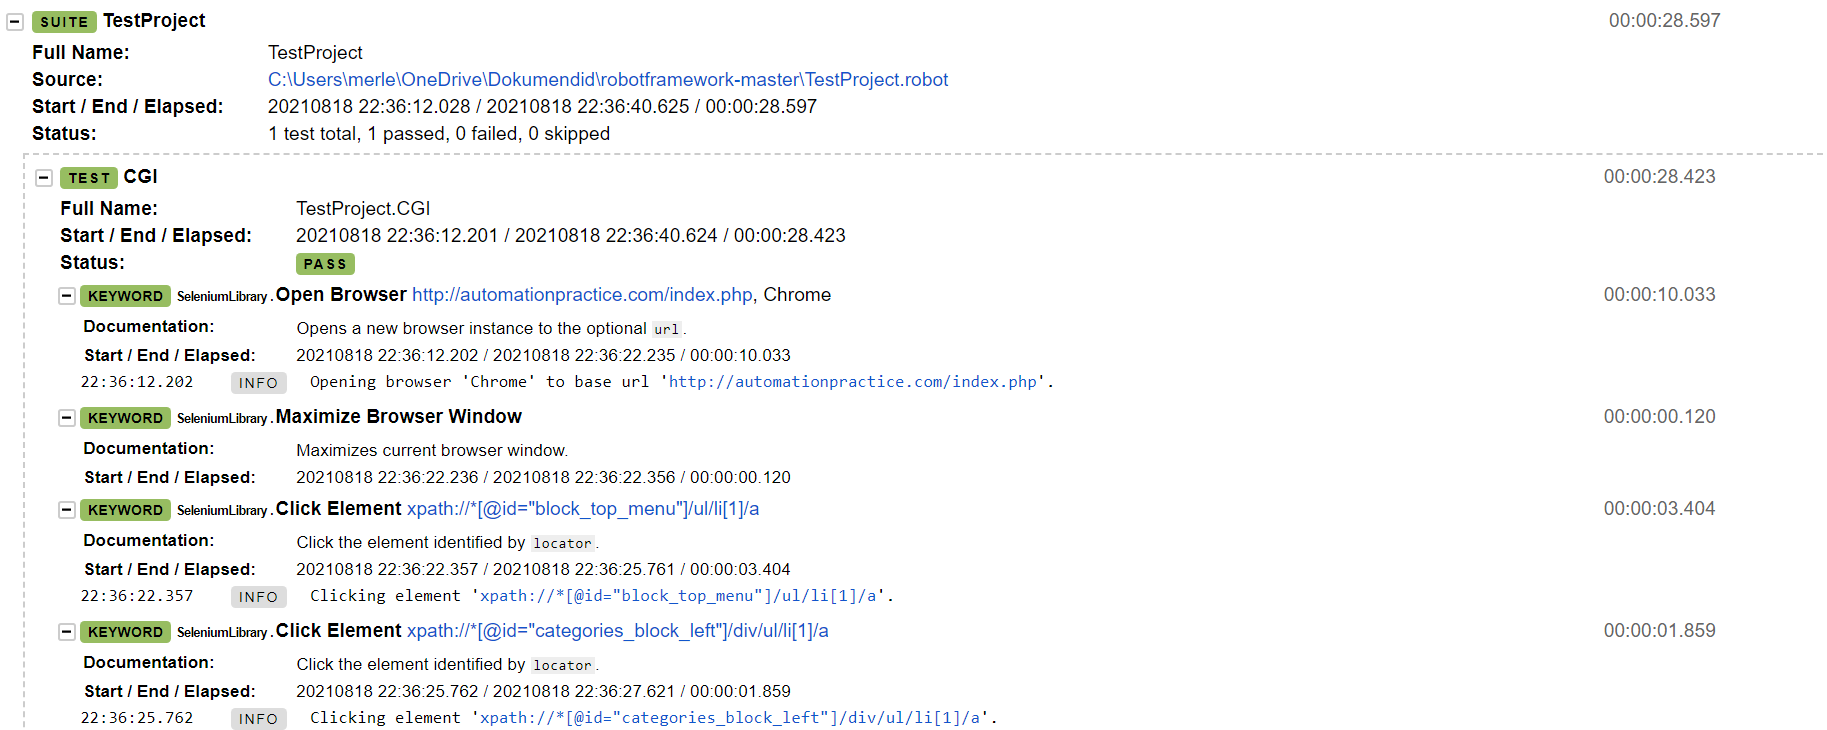 SUITE TestProject 00:00:28.597
Full Name: TestProject
Source: C:\Users\merle\OneDrive\Dokumendid\robotframework-master\TestProject.robot
Start / End / Elapsed: 20210818 22:36:12.028 / 20210818 22:36:40.625 / 00:00:28.597
Status: 1 test total, 1 passed, 0 failed, 0 skipped
TEST CGI 00:00:28.423
Full Name: TestProject.CGI
Start / End / Elapsed: 20210818 22:36:12.201 / 20210818 22:36:40.624 / 00:00:28.423
Status: PASS
KEYWORD SeleniumLibrary.Open Browser http://automationpractice.com/index.php, Chrome 00:00:10.033
Documentation: Opens a new browser instance to the optional url.
Start / End / Elapsed: 20210818 22:36:12.202 / 20210818 22:36:22.235 / 00:00:10.033
22:36:12.202 INFO Opening browser 'Chrome' to base url 'http://automationpractice.com/index.php'.
KEYWORD SeleniumLibrary.Maximize Browser Window 00:00:00.120
Documentation: Maximizes current browser window.
Start / End / Elapsed: 20210818 22:36:22.236 / 20210818 22:36:22.356 / 00:00:00.120
KEYWORD SeleniumLibrary.Click Element xpath://*[@id="block_top_menu"]/ul/li[1]/a 00:00:03.404
Documentation: Click the element identified by locator.
Start / End / Elapsed: 20210818 22:36:22.357 / 20210818 22:36:25.761 / 00:00:03.404
22:36:22.357 INFO Clicking element 'xpath://*[@id="block_top_menu"]/ul/li[1]/a'.
KEYWORD SeleniumLibrary.Click Element xpath://*[@id="categories_block_left"]/div/ul/li[1]/a 00:00:01.859
Documentation: Click the element identified by locator.
Start / End / Elapsed: 20210818 22:36:25.762 / 20210818 22:36:27.621 / 00:00:01.859
22:36:25.762 INFO Clicking element 'xpath://*[@id="categories_block_left"]/div/ul/li[1]/a'.